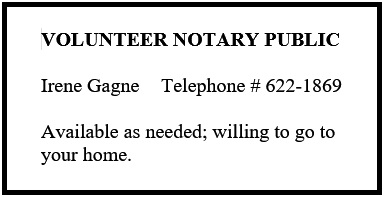 VOLUNTEER NOTARY PUBLIC
Irene Gagne    Telephone # 622-1869
Available as needed; willing to go to
your home.